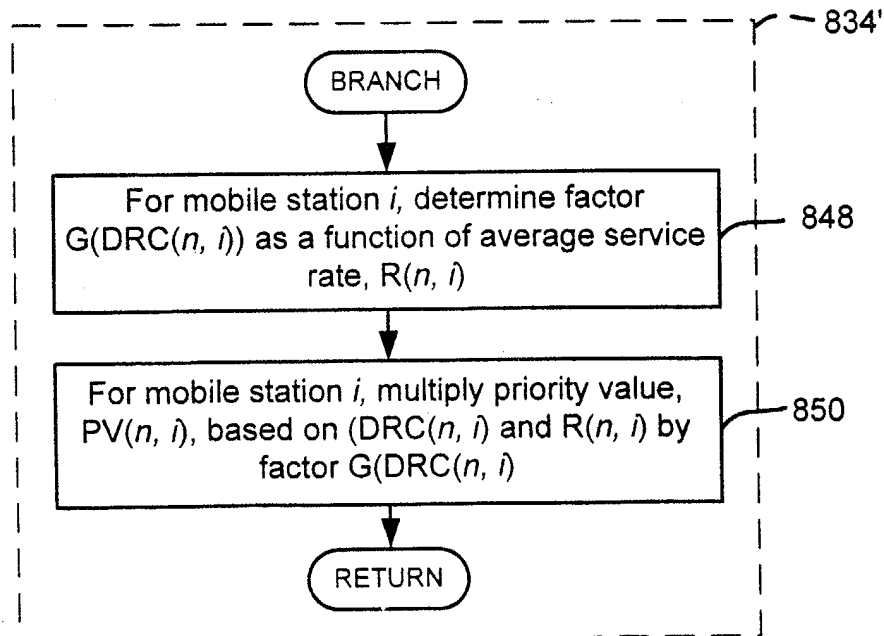 834'
BRANCH
For mobile station i, determine factor
G(DRC(n, i)) as a function of average service
rate, R(n, i)
848
For mobile station i, multiply priority value,
PV(n, i), based on (DRC(n, i) and R(n, i) by
factor G(DRC(n, i)
850
RETURN